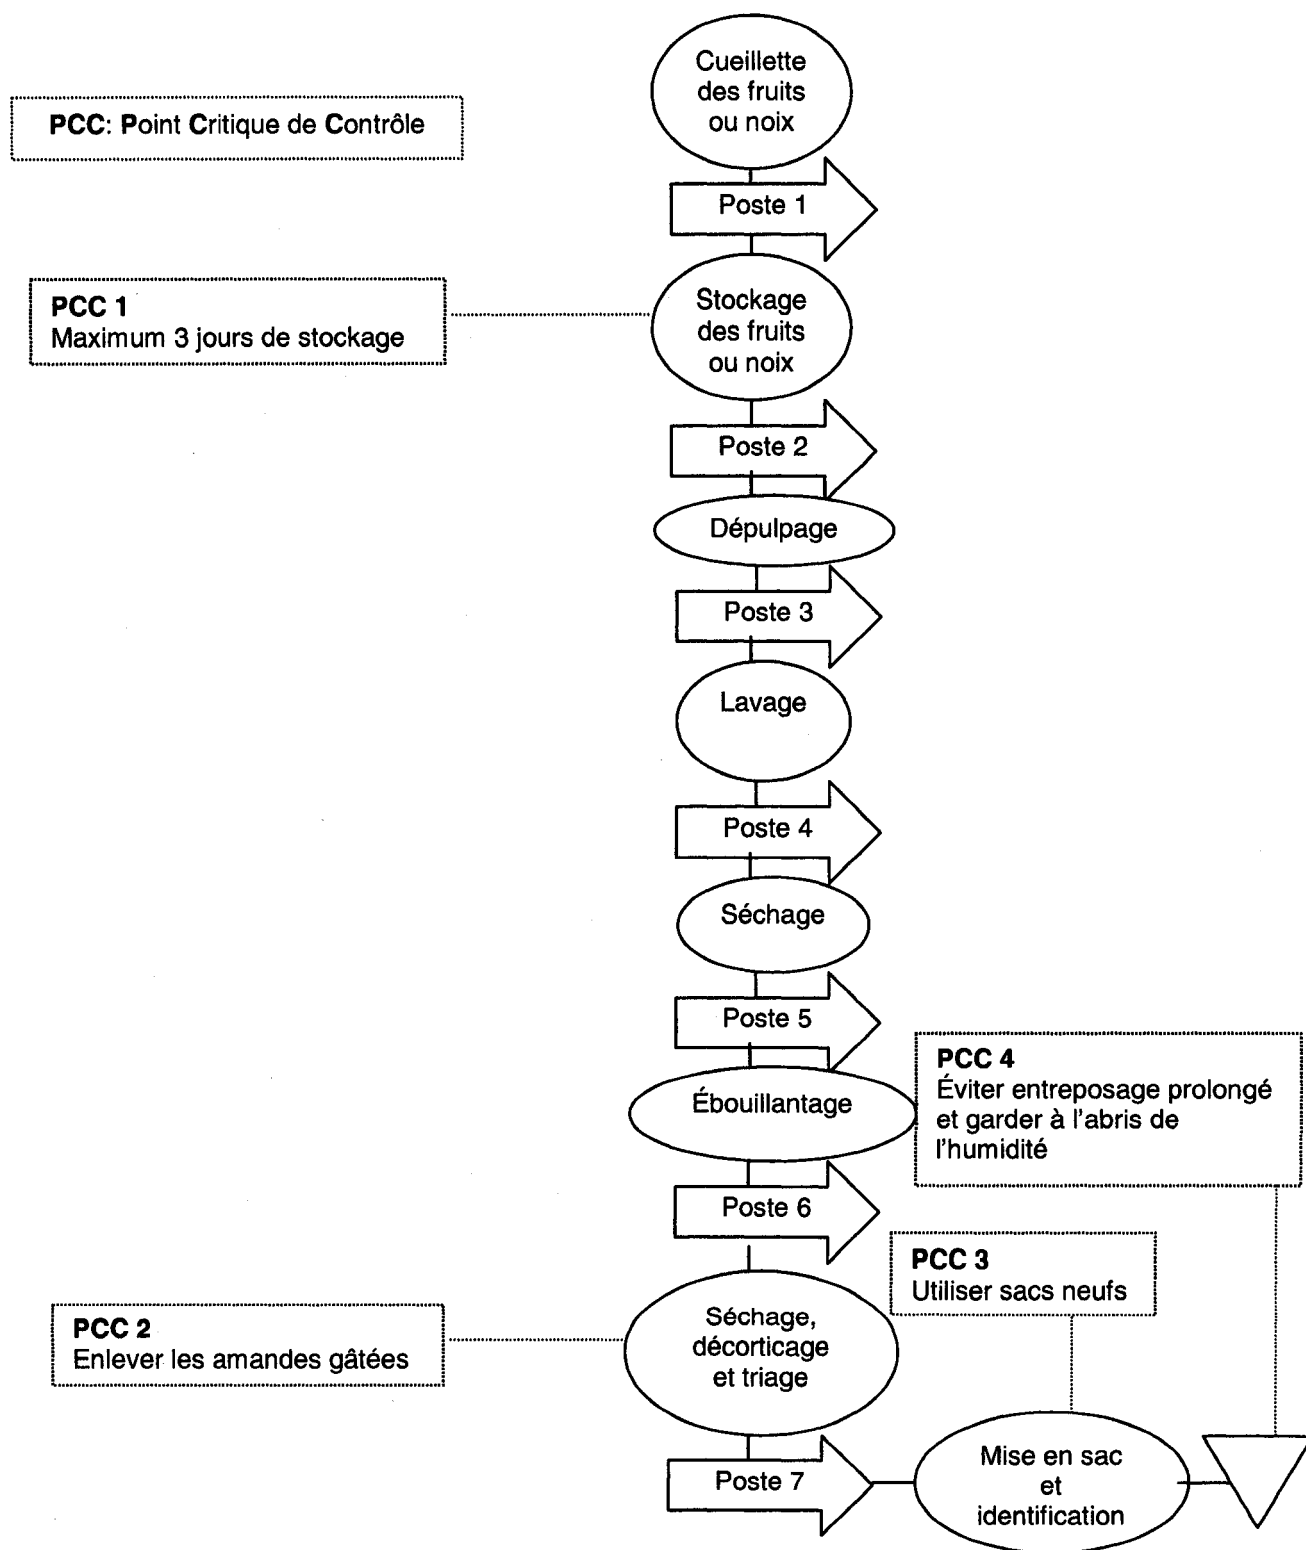 Cueillette
des fruits
ou noix
PCC: Point Critique de Contrôle
Poste 1
PCC 1
Maximum 3 jours de stockage
Stockage
des fruits
ou noix
Poste 2
Dépulpage
Poste 3
Lavage
Poste 4
Séchage
Poste 5
PCC 4
Éviter entreposage prolongé
et garder à l'abris de
l'humidité
Ébouillantage
Poste 6
PCC 3
Utiliser sacs neufs
PCC 2
Enlever les amandes gâtées
Séchage,
décorticage
et triage
Poste 7
Mise en sac
et
identification